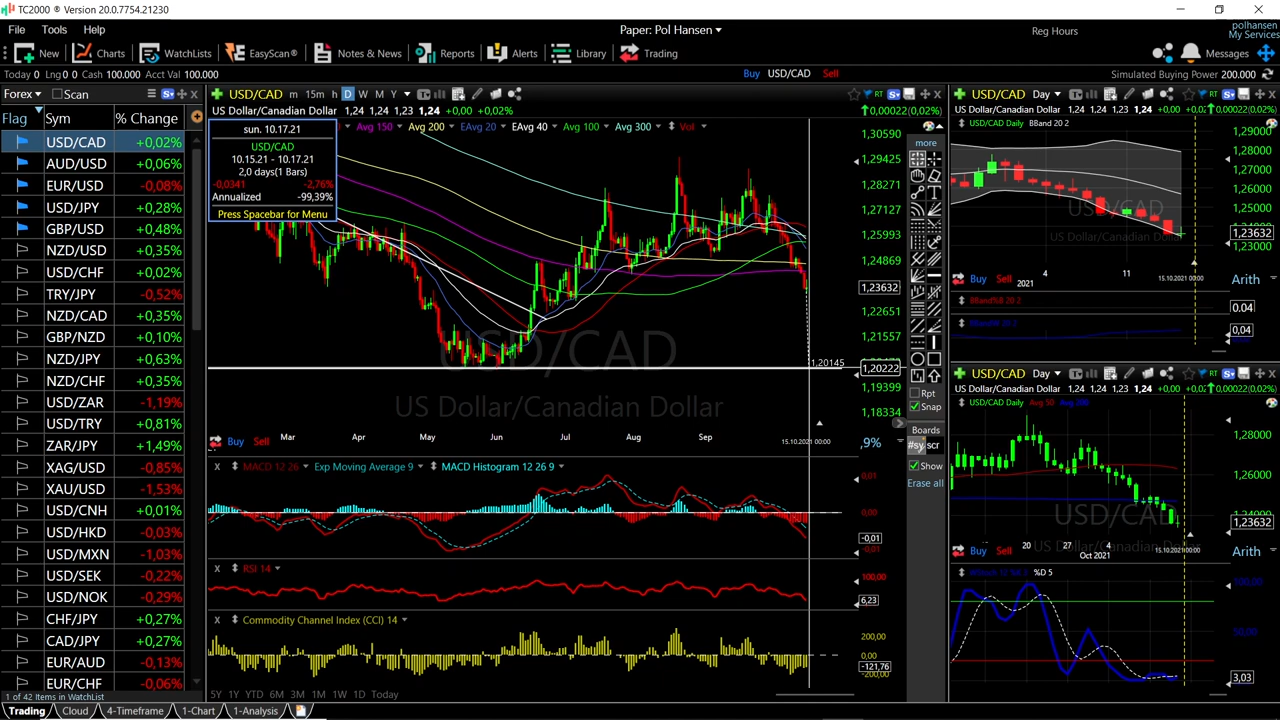 TC2000 ® Version 20.0.7754.21230
File Tools Help
Paper: Pol Hansen
Reg Hours
polhansen
My Services
New Charts WatchLists EasyScan® Notes & News Reports Alerts Library Trading
Messages
Today 0 Lng 0 0 Cash 100.000 Acct Val 100.000
Buy USD/CAD Sell
Simulated Buying Power 200.000
Forex Scan
Flag Sym % Change
USD/CAD +0,02%
AUD/USD +0,06%
EUR/USD -0,08%
USD/JPY +0,28%
GBP/USD +0,48%
NZD/USD +0,35%
USD/CHF +0,02%
TRY/JPY -0,52%
NZD/CAD +0,35%
GBP/NZD +0,10%
NZD/JPY +0,63%
NZD/CHF +0,35%
USD/ZAR -1,19%
USD/TRY +0,81%
ZAR/JPY +1,49%
XAG/USD -0,85%
XAU/USD -1,53%
USD/CNH +0,01%
USD/HKD -0,03%
USD/MXN -1,03%
USD/SEK -0,22%
USD/NOK -0,29%
CHF/JPY +0,27%
CAD/JPY +0,27%
EUR/AUD -0,13%
EUR/CHF -0,06%
1 of 42 Items in WatchList
USD/CAD m 15m h D W M Y
US Dollar/Canadian Dollar 1,24 1,24 1,23 1,24 +0,00 +0,02%
RT
0,00022(0,02%)
Avg 150 Avg 200 EAvg 20 EAvg 40 Avg 100 Avg 300 Vol
sun. 10.17.21
USD/CAD
10.15.21 - 10.17.21
2,0 days(1 Bars)
-0,0341 -2,76%
Annualized -99,39%
Press Spacebar for Menu
USD/CAD
US Dollar/Canadian Dollar
1,30590
1,29425
1,28271
1,27127
1,25993
1,24869
1,23632
1,22651
1,21557
1,20145
1,20222
1,19399
1,18334
Buy Sell
Mar Apr May Jun Jul Aug Sep
15.10.2021 00:00
,9%
MACD 12 26 Exp Moving Average 9 MACD Histogram 12 26 9
0,01
0,00
-0,01
-0,01
RSI 14
100,00
6,23
Commodity Channel Index (CCI) 14
200,00
0,00
-121,76
-200,00
5Y 1Y YTD 6M 3M 1M 1W 1D Today
more
Rpt
Snap
Boards
#sy scr
Show
Erase all
USD/CAD Day
RT
US Dollar/Canadian Dollar 1,24 1,24 1,23 1,24 +0,00
0,00022(0,02%)
USD/CAD Daily BBand 20 2
USD/CAD
US Dollar/Canadian Dollar
1,29000
1,28000
1,27000
1,26000
1,25000
1,23632
1,23000
Buy Sell
4 11
2021
15.10.2021 00:00
Arith
BBand%B 20 2
0,04
0,04
USD/CAD Day
RT
US Dollar/Canadian Dollar 1,24 1,24 1,23 1,24 +0,00
0,00022(0,02%)
USD/CAD Daily Avg 50 Avg 200
USD/CAD
US Dollar/Canadian Dollar
1,28000
1,26000
1,24000
1,23632
Buy Sell
20 27 4
Oct 2021
Arith
%D 5
100,00
50,00
3,03
Trading Cloud 4-Timeframe 1-Chart 1-Analysis